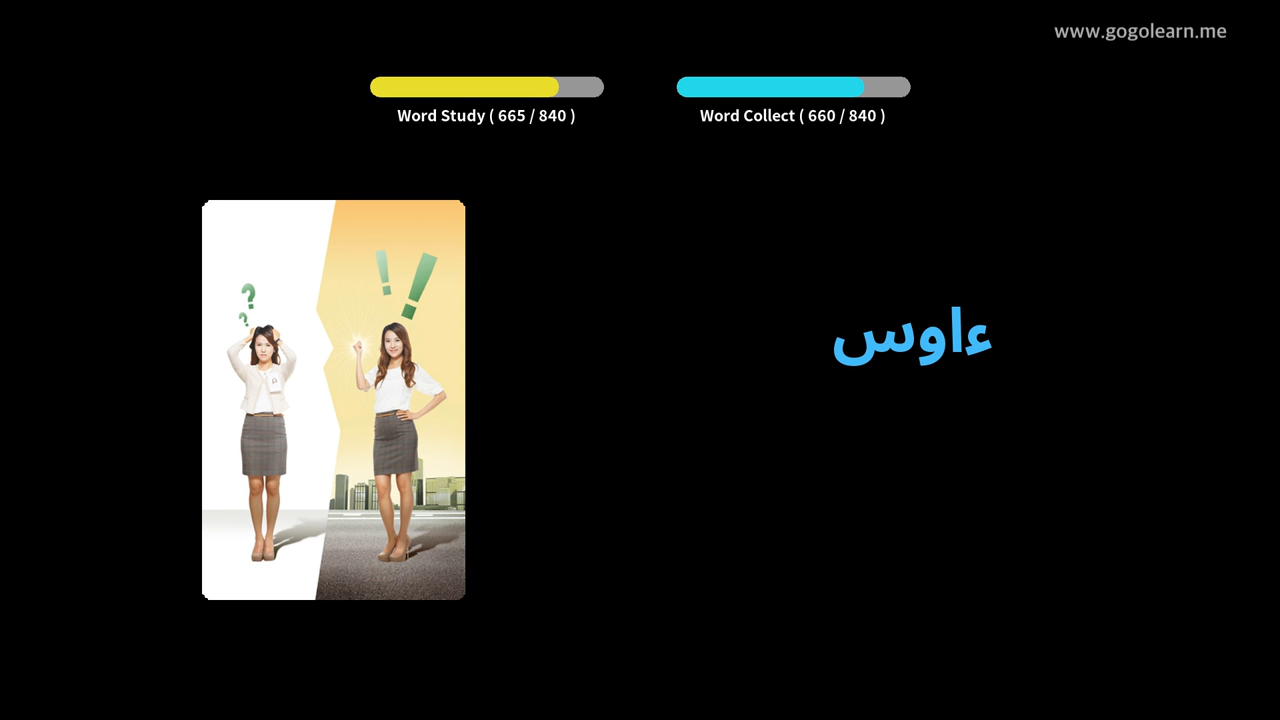 www.gogolearn.me
Word Study ( 665 / 840 )
Word Collect ( 660 / 840 )
? ?
! !
ءاوس